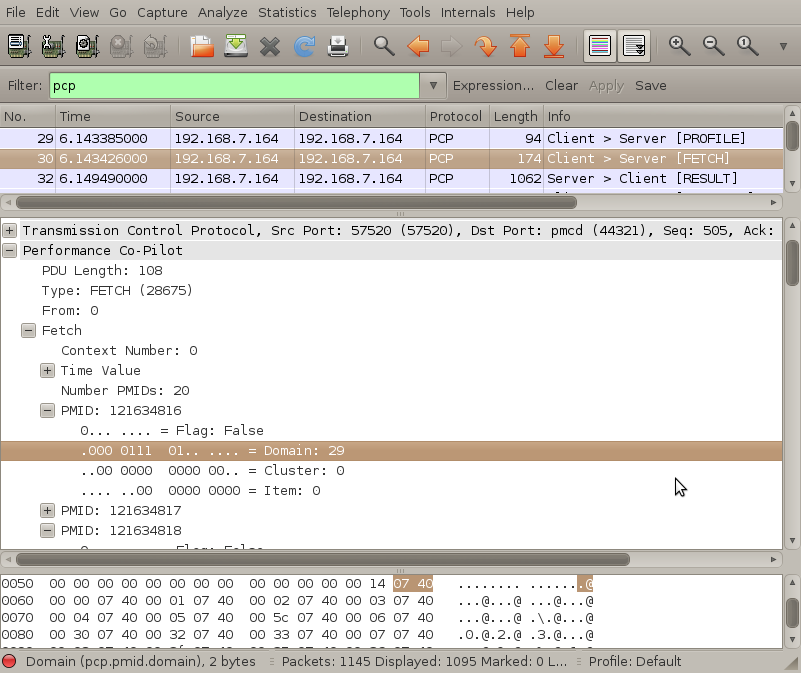 File Edit View Go Capture Analyze Statistics Telephony Tools Internals Help
Filter: pcp Expression... Clear Apply Save
No. Time Source Destination Protocol Length Info
29 6.143385000 192.168.7.164 192.168.7.164 PCP 94 Client > Server [PROFILE]
30 6.143426000 192.168.7.164 192.168.7.164 PCP 174 Client > Server [FETCH]
32 6.149490000 192.168.7.164 192.168.7.164 PCP 1062 Server > Client [RESULT]
Transmission Control Protocol, Src Port: 57520 (57520), Dst Port: pmcd (44321), Seq: 505, Ack:
Performance Co-Pilot
PDU Length: 108
Type: FETCH (28675)
From: 0
Fetch
Context Number: 0
Time Value
Number PMIDs: 20
PMID: 121634816
0... .... = Flag: False
.000 0111 01.. .... = Domain: 29
..00 0000 0000 00.. = Cluster: 0
.... ..00 0000 0000 = Item: 0
PMID: 121634817
PMID: 121634818
0050 00 00 00 00 00 00 00 00 00 00 00 00 00 14 07 40 ........ .......@
0060 00 00 07 40 00 01 07 40 00 02 07 40 00 03 07 40 ...@...@ ...@...@
0070 00 04 07 40 00 05 07 40 00 5c 07 40 00 06 07 40 ...@...@ .\.@...@
0080 00 30 07 40 00 32 07 40 00 33 07 40 00 07 07 40 .0.@.2.@ .3.@...@
Domain (pcp.pmid.domain), 2 bytes Packets: 1145 Displayed: 1095 Marked: 0 L... Profile: Default